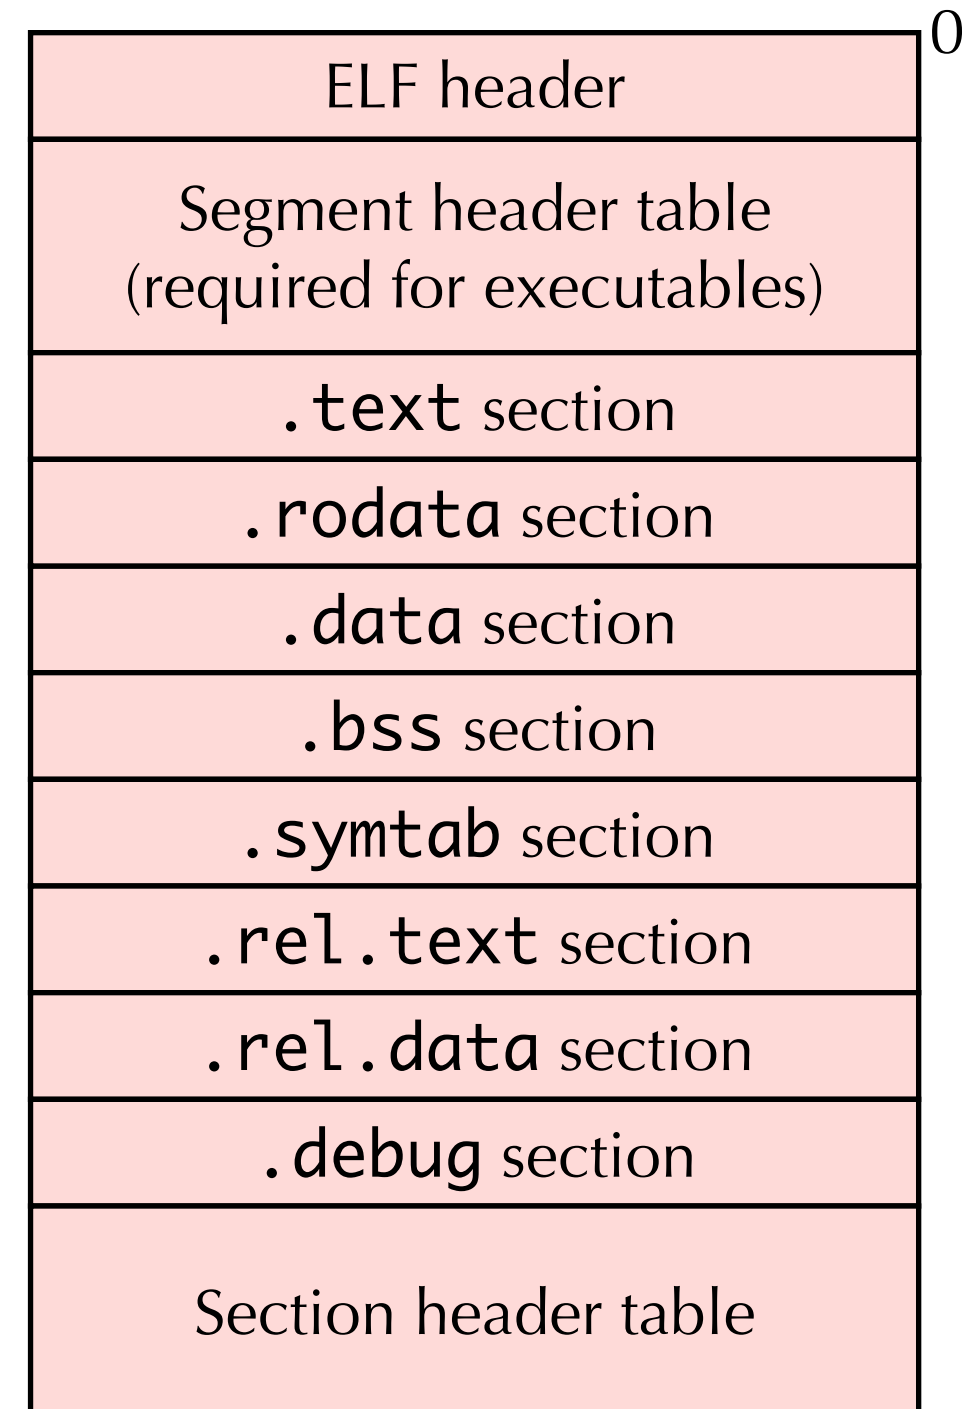 0
ELF header
Segment header table
(required for executables)
.text section
.rodata section
.data section
.bss section
.symtab section
.rel.text section
.rel.data section
.debug section
Section header table